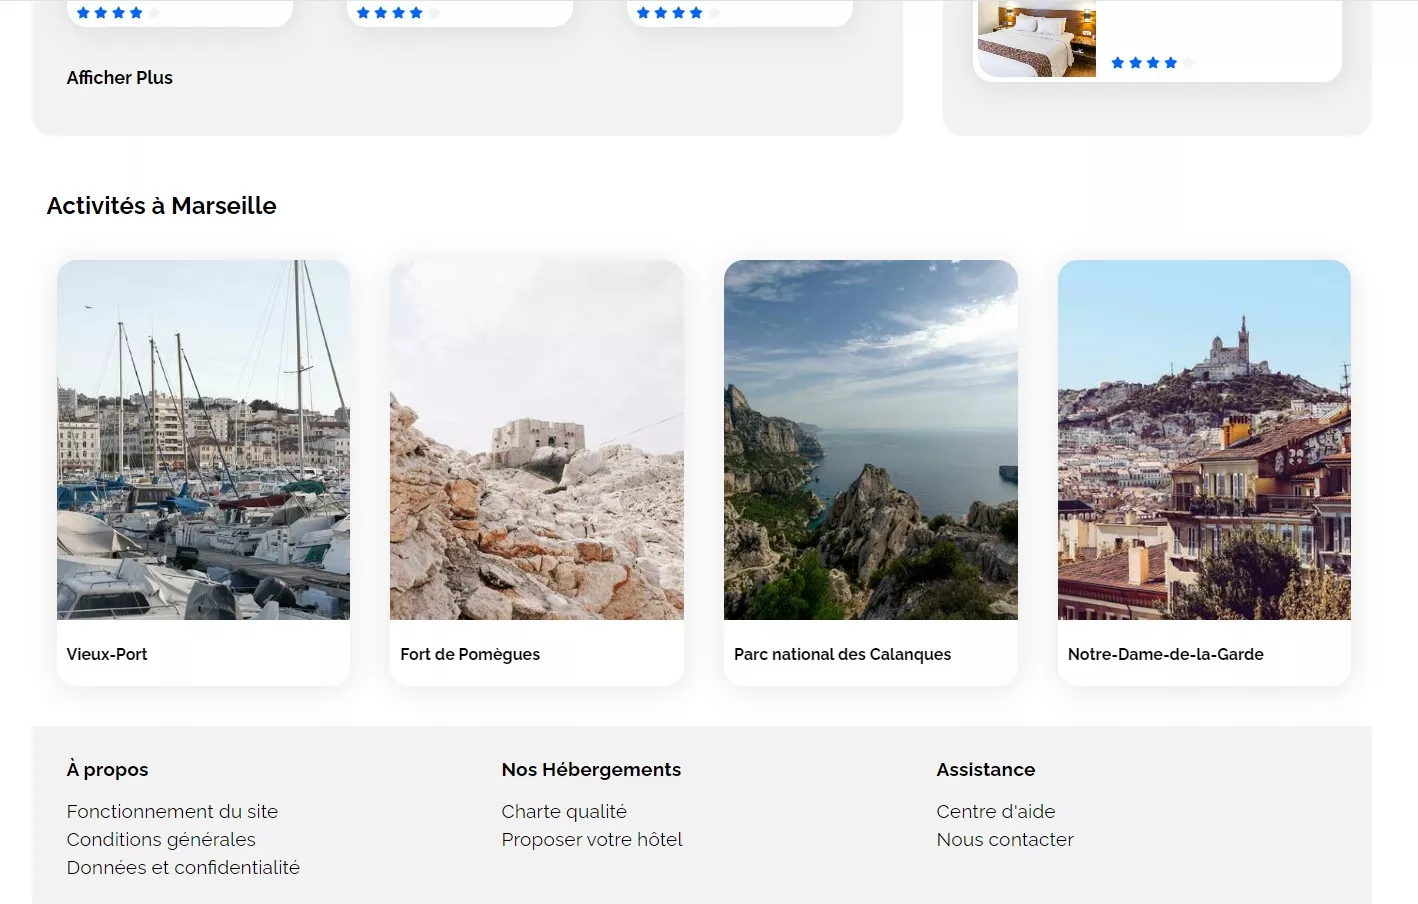 Afficher Plus
Activités à Marseille
Vieux-Port
Fort de Pomègues
Parc national des Calanques
Notre-Dame-de-la-Garde
À propos
Fonctionnement du site
Conditions générales
Données et confidentialité
Nos Hébergements
Charte qualité
Proposer votre hôtel
Assistance
Centre d'aide
Nous contacter